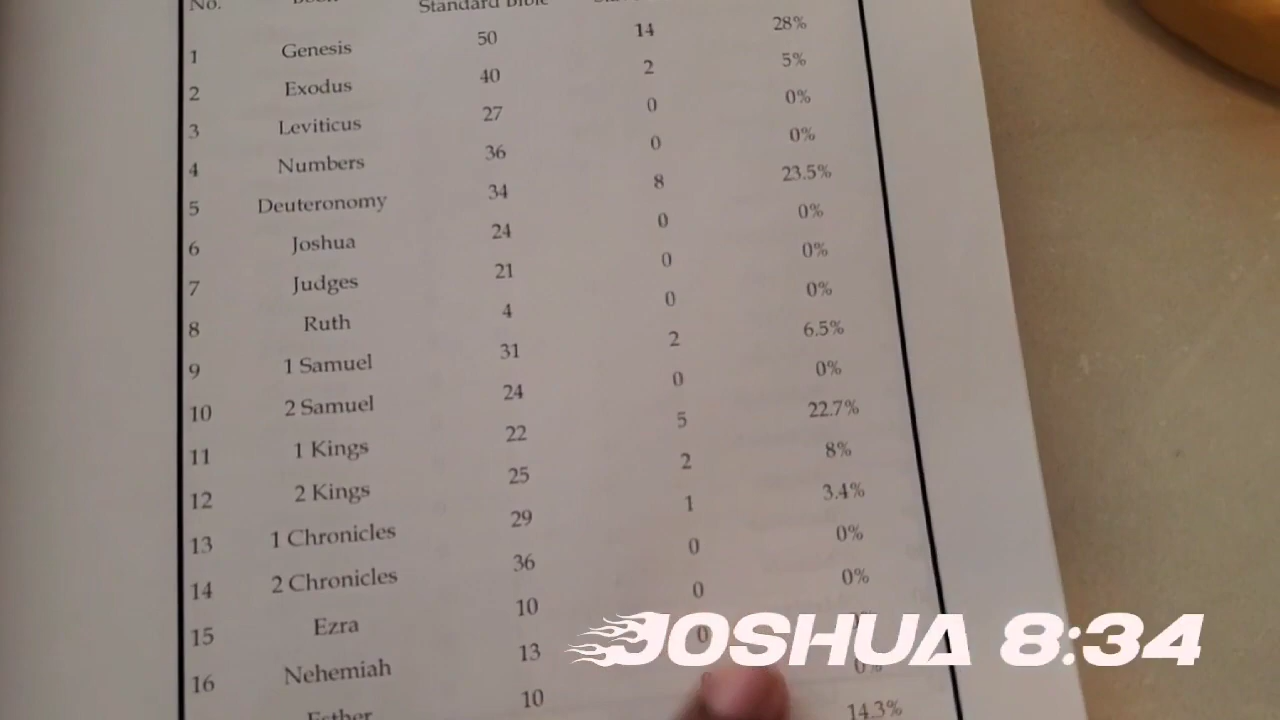 No. Standard Bible
1 Genesis 50 14 28%
2 Exodus 40 2 5%
3 Leviticus 27 0 0%
4 Numbers 36 0 0%
5 Deuteronomy 34 8 23.5%
6 Joshua 24 0 0%
7 Judges 21 0 0%
8 Ruth 4 0 0%
9 1 Samuel 31 2 6.5%
10 2 Samuel 24 0 0%
11 1 Kings 22 5 22.7%
12 2 Kings 25 2 8%
13 1 Chronicles 29 1 3.4%
14 2 Chronicles 36 0 0%
15 Ezra 10 0 0%
16 Nehemiah 13 0
Esther 10 0%
14.3%
JOSHUA 8:34